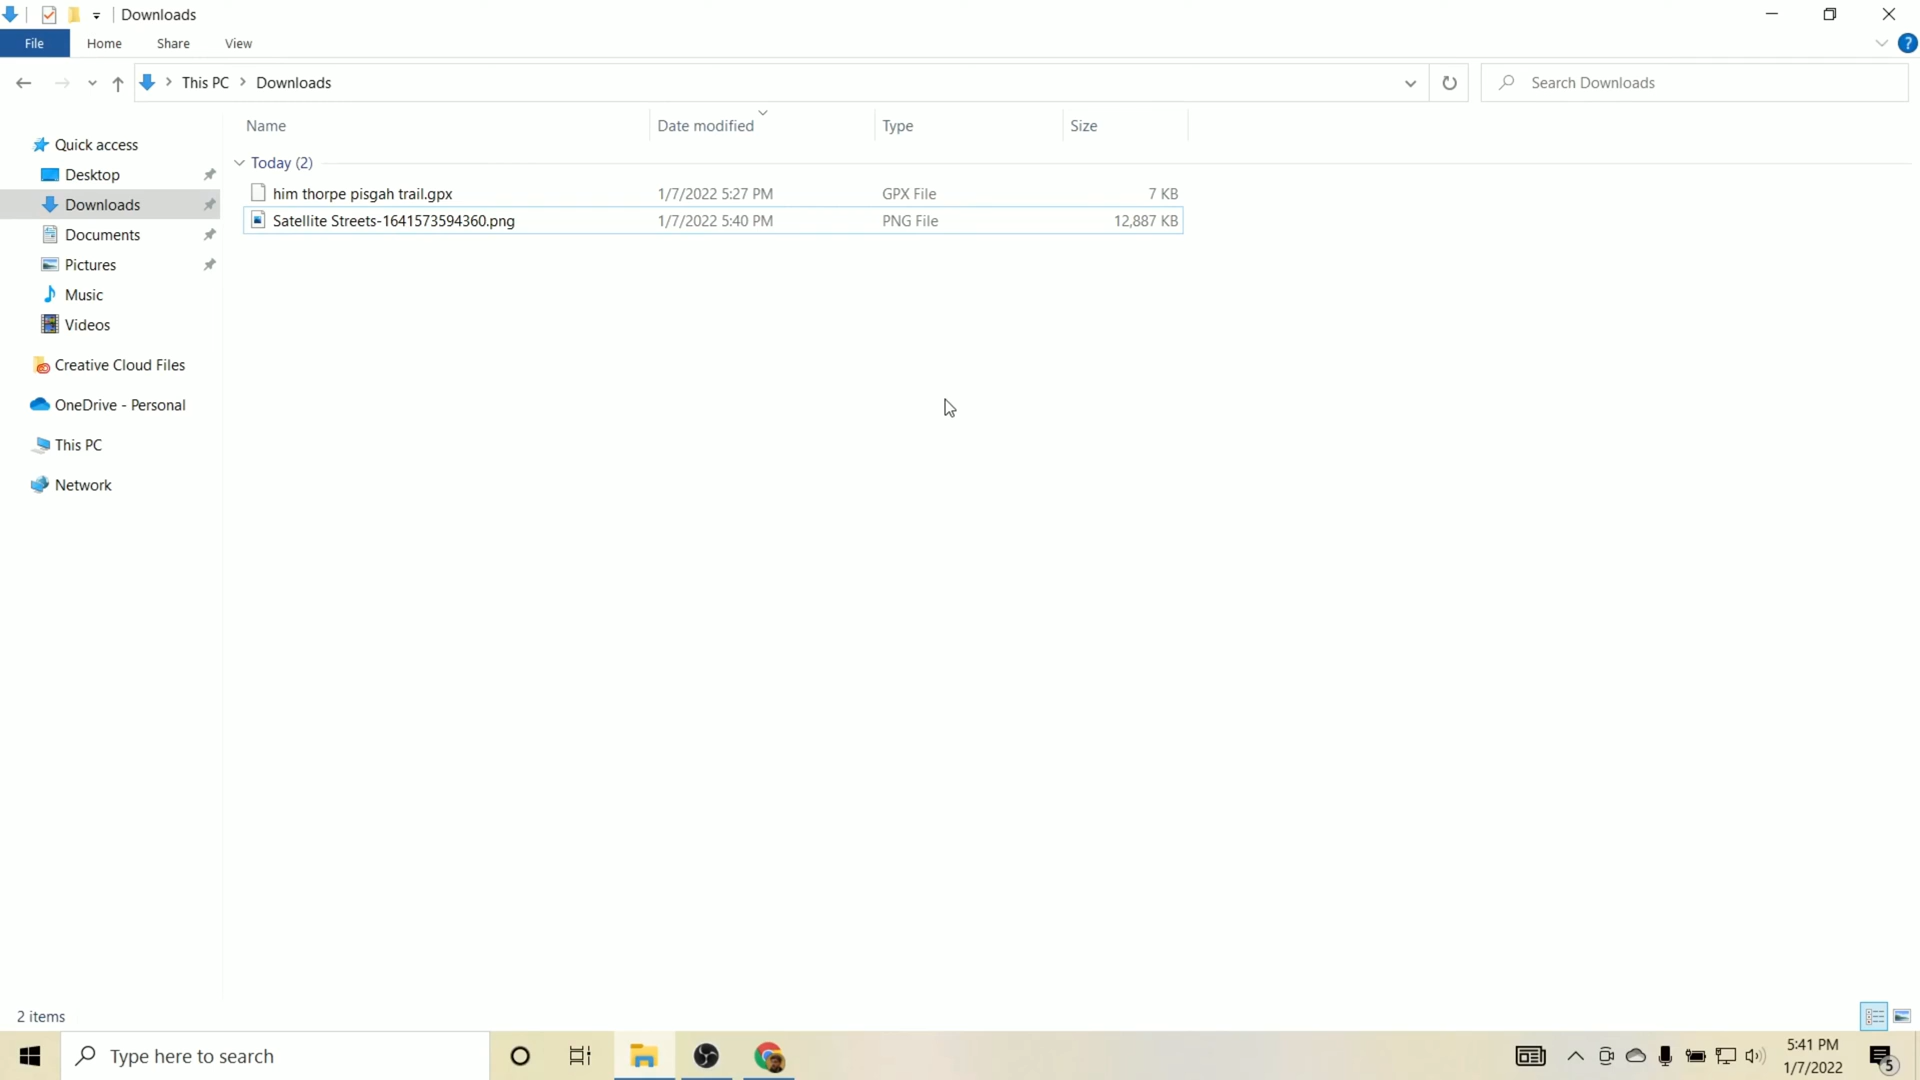 Downloads
File Home Share View
This PC Downloads
Search Downloads
Name Date modified Type Size
Quick access
Desktop
Downloads
Documents
Pictures
Music
Videos
Creative Cloud Files
OneDrive - Personal
This PC
Network
Today (2)
him thorpe pisgah trail.gpx 1/7/2022 5:27 PM GPX File 7 KB
Satellite Streets-1641573594360.png 1/7/2022 5:40 PM PNG File 12,887 KB
2 items
Type here to search
5:41 PM
1/7/2022
5